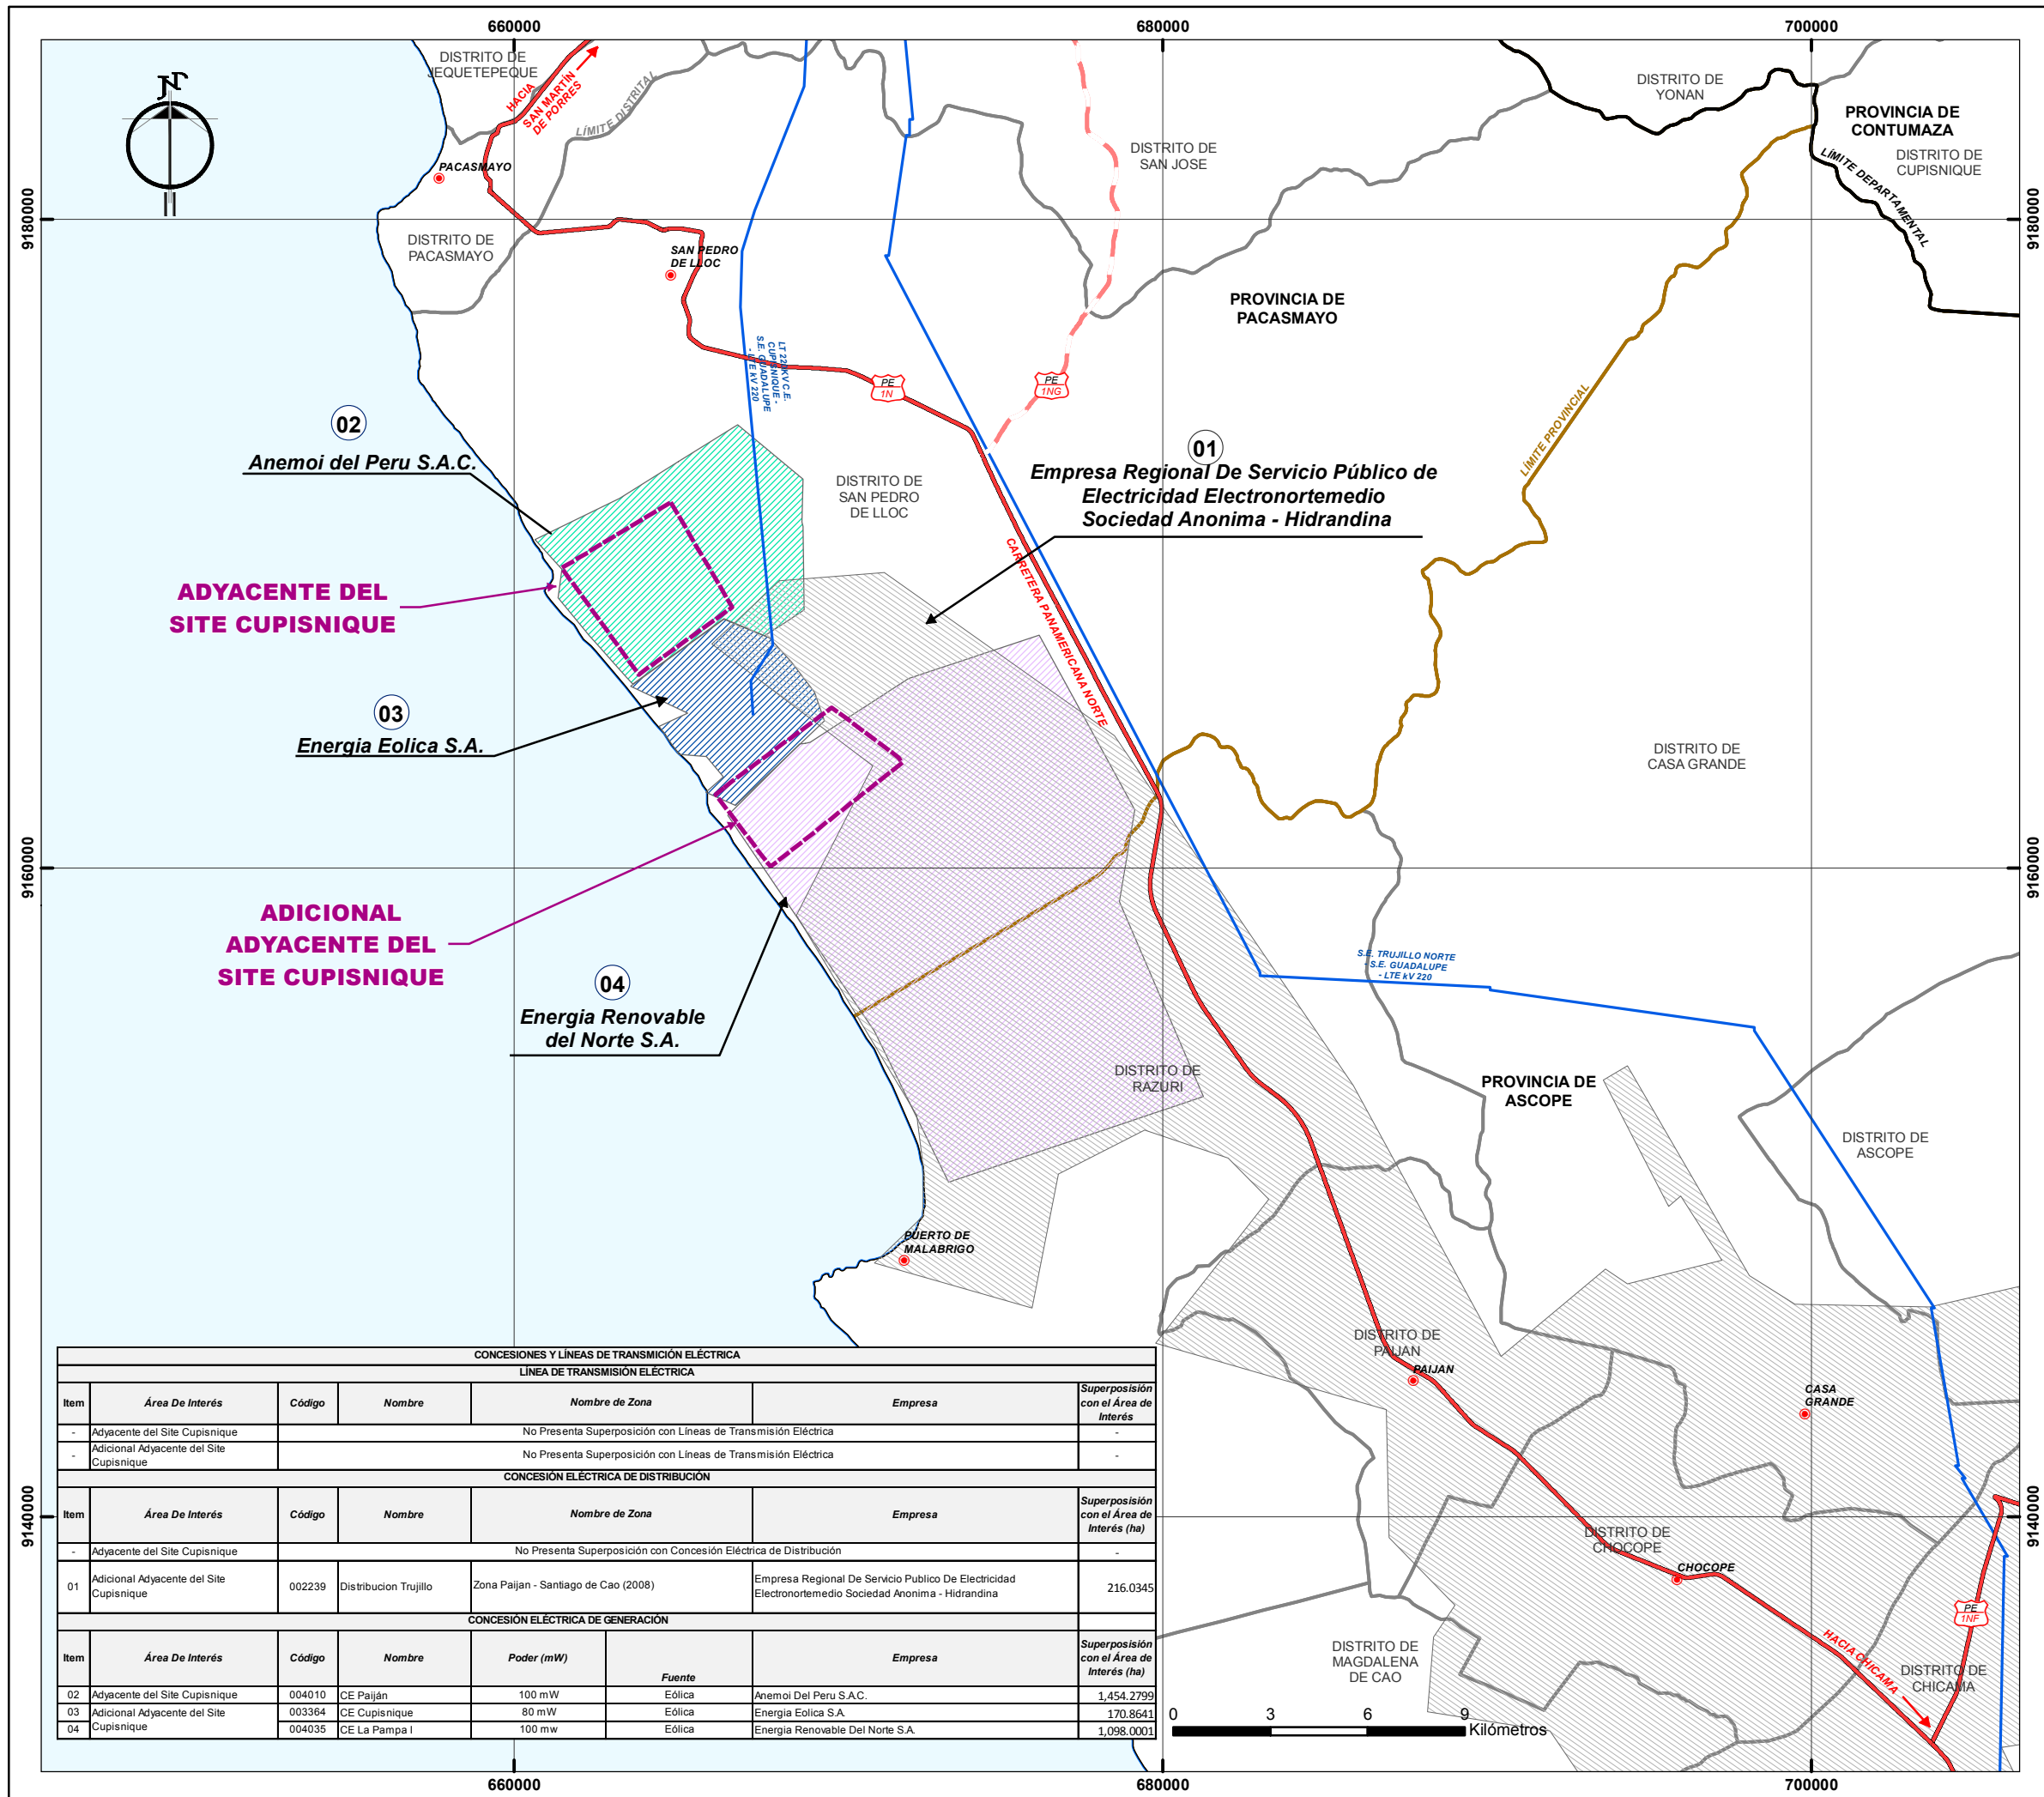 660000
680000
700000
DISTRITO DE
JEQUETEPEQUE
HACIA
SAN MARTÍN
DE PORRES
LÍMITE DISTRITAL
DISTRITO DE
YONAN
PROVINCIA DE
CONTUMAZA
DISTRITO DE
CUPISNIQUE
LÍMITE DEPARTAMENTAL
N
PACASMAYO
DISTRITO DE
SAN JOSE
9180000
9180000
DISTRITO DE
PACASMAYO
SAN PEDRO
DE LLOC
PROVINCIA DE
PACASMAYO
LT 220KV C.E.
CUPISNIQUE -
S.E. GUADALUPE
- LTE kV 220
PE
1N
PE
1NG
LÍMITE PROVINCIAL
02
Anemoi del Peru S.A.C.
DISTRITO DE
SAN PEDRO
DE LLOC
01
Empresa Regional De Servicio Público de
Electricidad Electronortemedio
Sociedad Anonima - Hidrandina
CARRETERA PANAMERICANA NORTE
ADYACENTE DEL
SITE CUPISNIQUE
03
Energia Eolica S.A.
DISTRITO DE
CASA GRANDE
9160000
9160000
ADICIONAL
ADYACENTE DEL
SITE CUPISNIQUE
S.E. TRUJILLO NORTE
- S.E. GUADALUPE
- LTE kV 220
04
Energia Renovable
del Norte S.A.
DISTRITO DE
RAZURI
PROVINCIA DE
ASCOPE
DISTRITO DE
ASCOPE
PUERTO DE
MALABRIGO
DISTRITO DE
PAIJAN
PAIJAN
CASA
GRANDE
CONCESIONES Y LÍNEAS DE TRANSMICIÓN ELÉCTRICA
LÍNEA DE TRANSMISIÓN ELÉCTRICA
Item Área De Interés Código Nombre Nombre de Zona Empresa Superposición
con el Área de
Interés
- Adyacente del Site Cupisnique No Presenta Superposición con Líneas de Transmisión Eléctrica -
- Adicional Adyacente del Site
Cupisnique No Presenta Superposición con Líneas de Transmisión Eléctrica -
CONCESIÓN ELÉCTRICA DE DISTRIBUCIÓN
Item Área De Interés Código Nombre Nombre de Zona Empresa Superposición
con el Área de
Interés (ha)
- Adyacente del Site Cupisnique No Presenta Superposición con Concesión Eléctrica de Distribución -
01 Adicional Adyacente del Site
Cupisnique 002239 Distribucion Trujillo Zona Paijan - Santiago de Cao (2008) Empresa Regional De Servicio Publico De Electricidad
Electronortemedio Sociedad Anonima - Hidrandina 216.0345
CONCESIÓN ELÉCTRICA DE GENERACIÓN
Item Área De Interés Código Nombre Poder (mW) Fuente Empresa Superposición
con el Área de
Interés (ha)
02 Adyacente del Site Cupisnique 004010 CE Paiján 100 mW Eólica Anemoi Del Peru S.A.C. 1,454.2799
03 Adicional Adyacente del Site 003364 CE Cupisnique 80 mW Eólica Energia Eolica S.A. 170.8641
04 Cupisnique 004035 CE La Pampa I 100 mw Eólica Energia Renovable Del Norte S.A. 1,098.0001
9140000
9140000
DISTRITO DE
CHOCOPE
CHOCOPE
PE
1NF
DISTRITO DE
MAGDALENA
DE CAO
HACIA CHICAMA
DISTRITO DE
CHICAMA
0 3 6 9
Kilómetros
660000
680000
700000